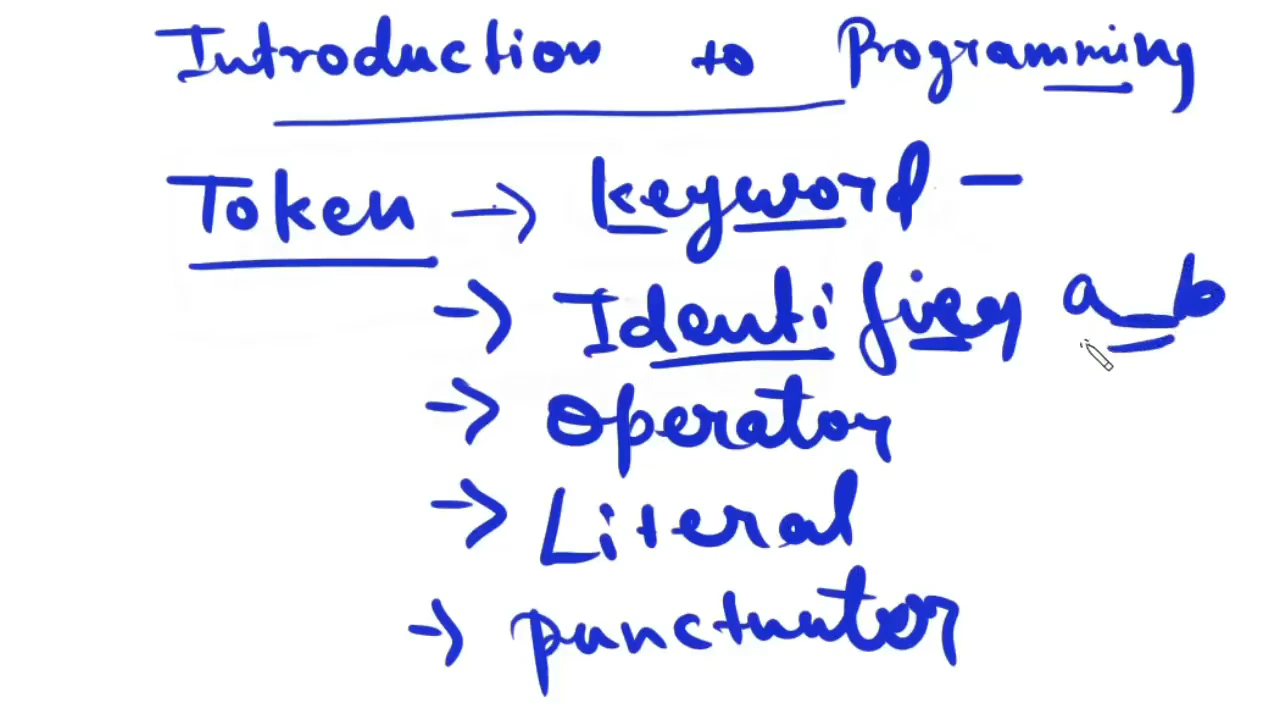 Introduction to Programming
Token → keyword –
→ Identifier a_b
→ Operator
→ Literal
→ punctuator